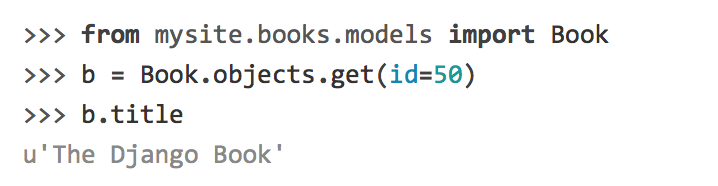 >>> from mysite.books.models import Book
>>> b = Book.objects.get(id=50)
>>> b.title
u'The Django Book'